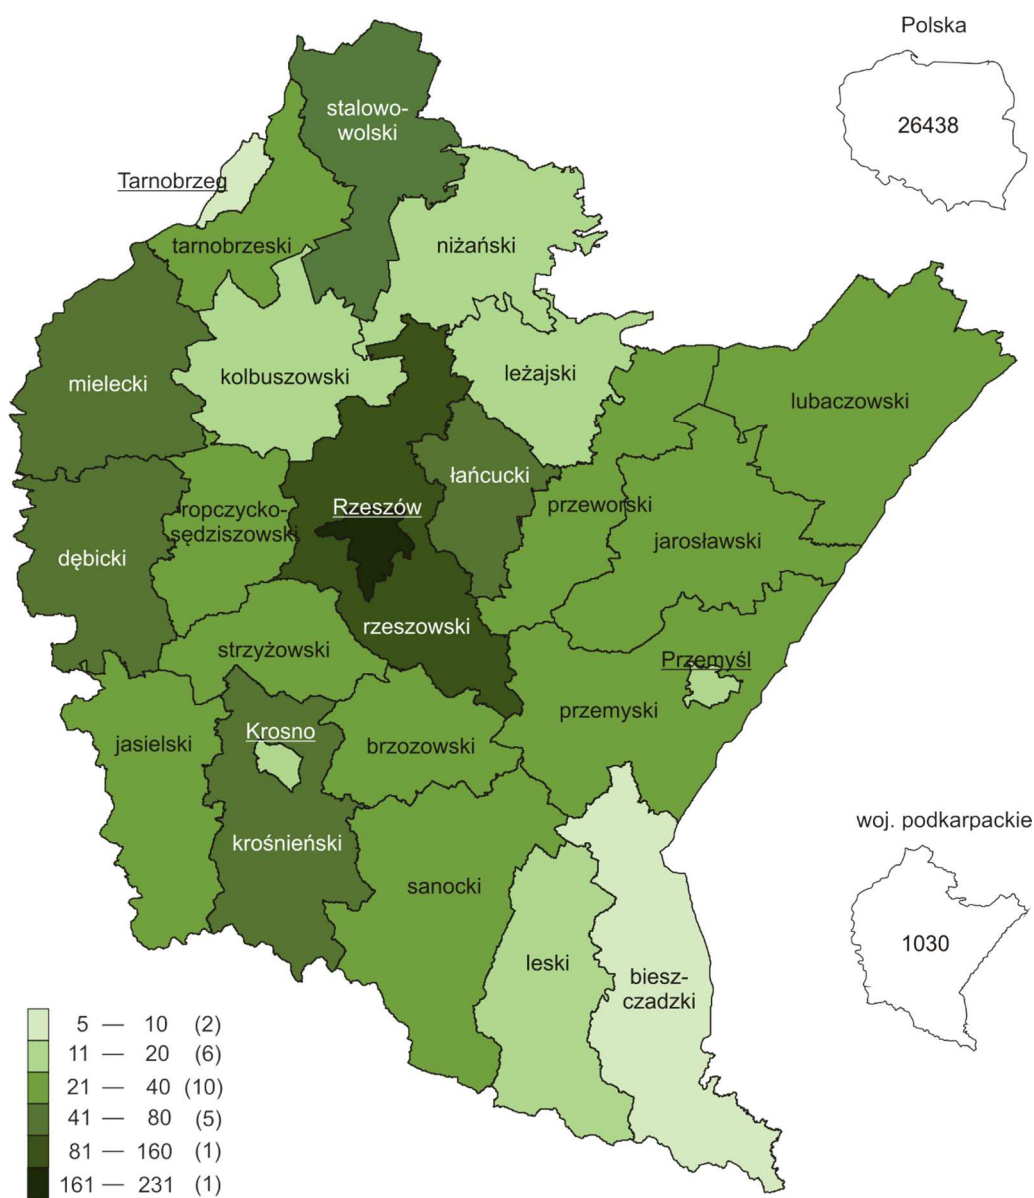 Polska
26438
stalowo-
wolski
Tarnobrzeg
tarnobrzeski
niżański
mielecki
kolbuszowski
leżajski
lubaczowski
łańcucki
ropczycko-
sędziszowski
Rzeszów
przeworski
jarosławski
dębicki
rzeszowski
strzyżowski
Przemyśl
przemyski
jasielski
Krosno
brzozowski
krośnieński
sanocki
leski
biesz-
czadzki
woj. podkarpackie
1030
5 — 10 (2)
11 — 20 (6)
21 — 40 (10)
41 — 80 (5)
81 — 160 (1)
161 — 231 (1)